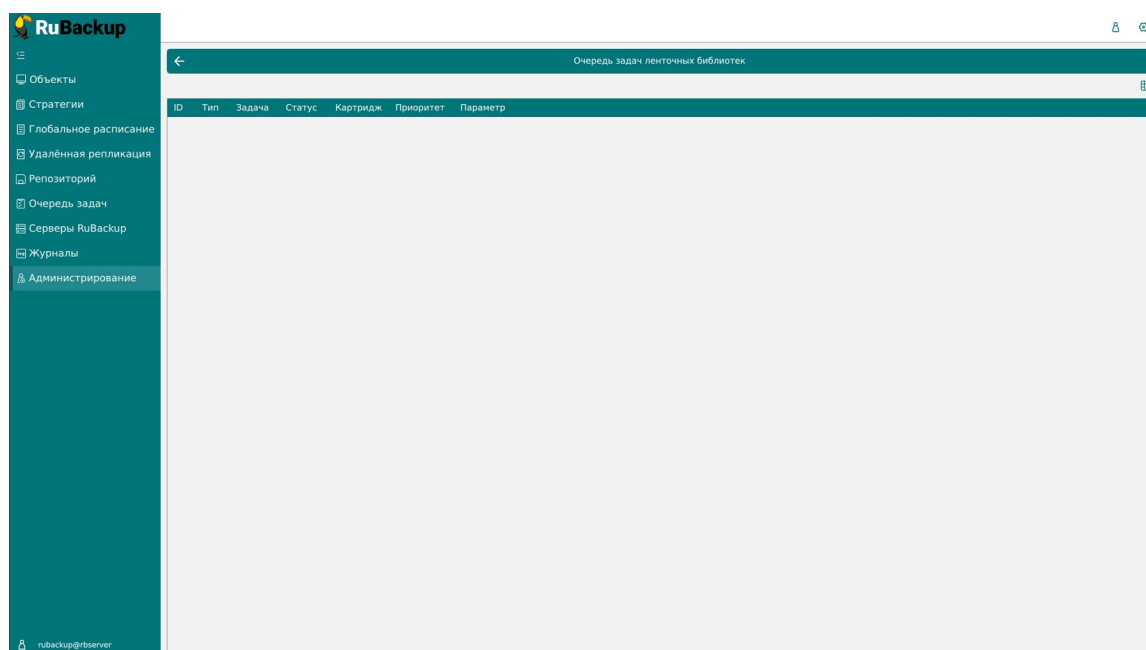 RuBackup
Очередь задач ленточных библиотек
Объекты
Стратегии
Глобальное расписание
Удалённая репликация
Репозиторий
Очередь задач
Серверы RuBackup
Журналы
Администрирование
ID Тип Задача Статус Картридж Приоритет Параметр
rubackup@rbserver